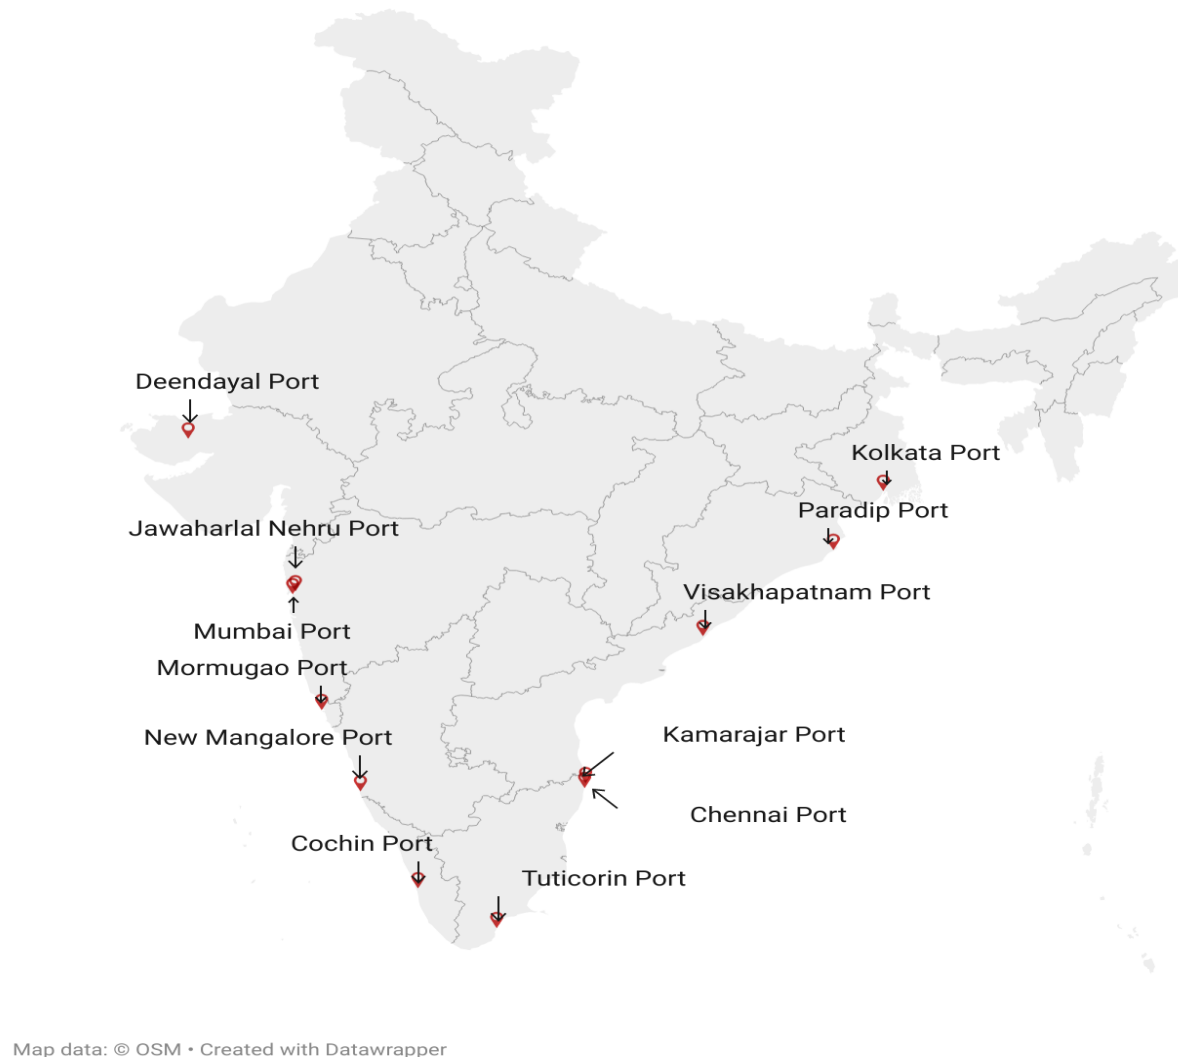 Deendayal Port
Kolkata Port
Paradip Port
Jawaharlal Nehru Port
Visakhapatnam Port
Mumbai Port
Mormugao Port
Kamarajar Port
New Mangalore Port
Chennai Port
Cochin Port
Tuticorin Port
Map data: © OSM • Created with Datawrapper